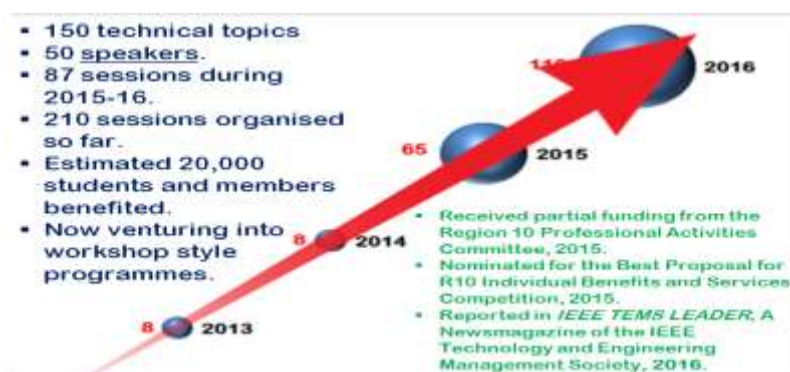 ▪ 150 technical topics
▪ 50 speakers.
▪ 87 sessions during
2015-16.
▪ 210 sessions organised
so far.
▪ Estimated 20,000
students and members
benefited.
▪ Now venturing into
workshop style
programmes.
2016
65
2015
8
2014
8
2013
• Received partial funding from the
Region 10 Professional Activities
Committee, 2015.
• Nominated for the Best Proposal for
R10 Individual Benefits and Services
Competition, 2015.
• Reported in IEEE TEMS LEADER, A
Newsmagazine of the IEEE
Technology and Engineering
Management Society, 2016.